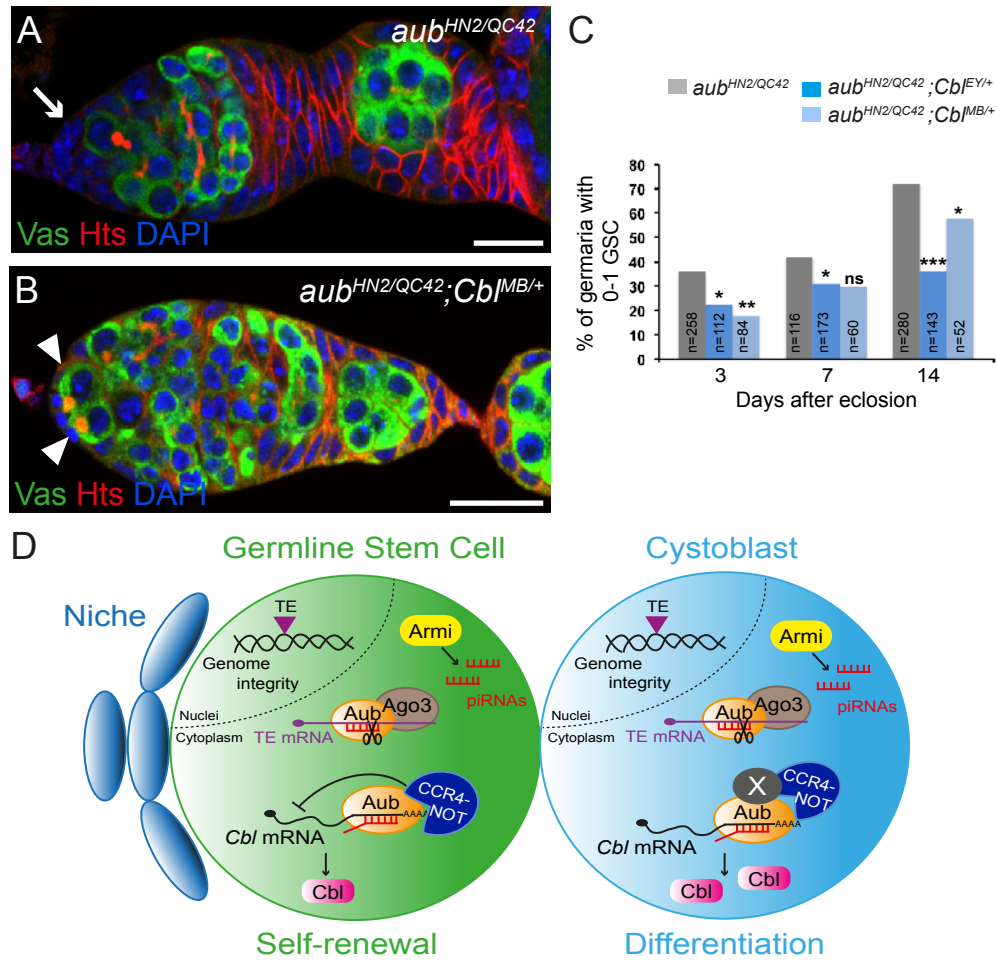 A
aub^HN2/QC42
Vas Hts DAPI
B
aub^HN2/QC42;Cbl^MB/+
Vas Hts DAPI
C
aub^HN2/QC42
aub^HN2/QC42;Cbl^EY/+
aub^HN2/QC42;Cbl^MB/+
% of germaria with
0-1 GSC
80
70
60
50
40
30
20
10
0
n=258
n=112
n=84
n=116
n=173
n=60
n=280
n=143
n=52
*
**
*
ns
***
*
3
7
14
Days after eclosion
D
Germline Stem Cell
Niche
TE
Genome
integrity
Nuclei
Cytoplasm
Armi
piRNAs
Aub
Ago3
TE mRNA
Aub
CCR4-
NOT
AAAA
Cbl mRNA
Cbl
Self-renewal
Cystoblast
TE
Genome
integrity
Nuclei
Cytoplasm
Armi
piRNAs
Aub
Ago3
TE mRNA
X
CCR4-
NOT
Aub
AAAA
Cbl mRNA
Cbl
Cbl
Differentiation